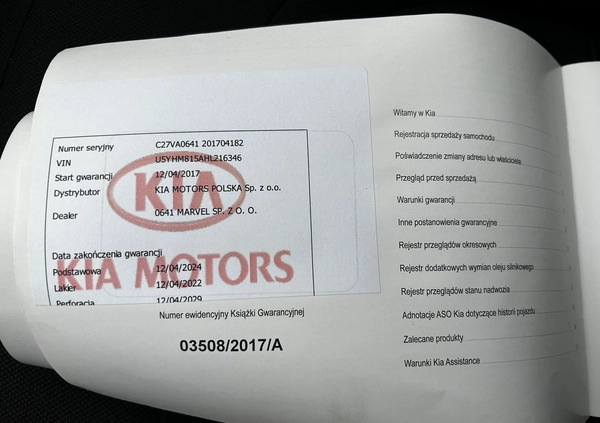 Numer seryjny C27VA0641 201704182
VIN U5YHM815AHL216346
Start gwarancji 12/04/2017
Dystrybutor KIA MOTORS POLSKA Sp. z o.o.
KIA
Dealer 0641 MARVEL SP. Z O. O.
Data zakończenia gwarancji
KIA MOTORS
Podstawowa 12/04/2024
Lakier 12/04/2022
Perforacja 12/04/2029
Numer ewidencyjny Książki Gwarancyjnej
03508/2017/A
Witamy w Kia
Rejestracja sprzedaży samochodu
Poświadczenie zmiany adresu lub właściciela
Przegląd przed sprzedażą
Warunki gwarancji
Inne postanowienia gwarancyjne
Rejestr przeglądów okresowych
Rejestr dodatkowych wymian oleju silnikowego
Rejestr przeglądów stanu nadwozia
Adnotacje ASO Kia dotyczące historii pojazdu
Zalecane produkty
Warunki Kia Assistance